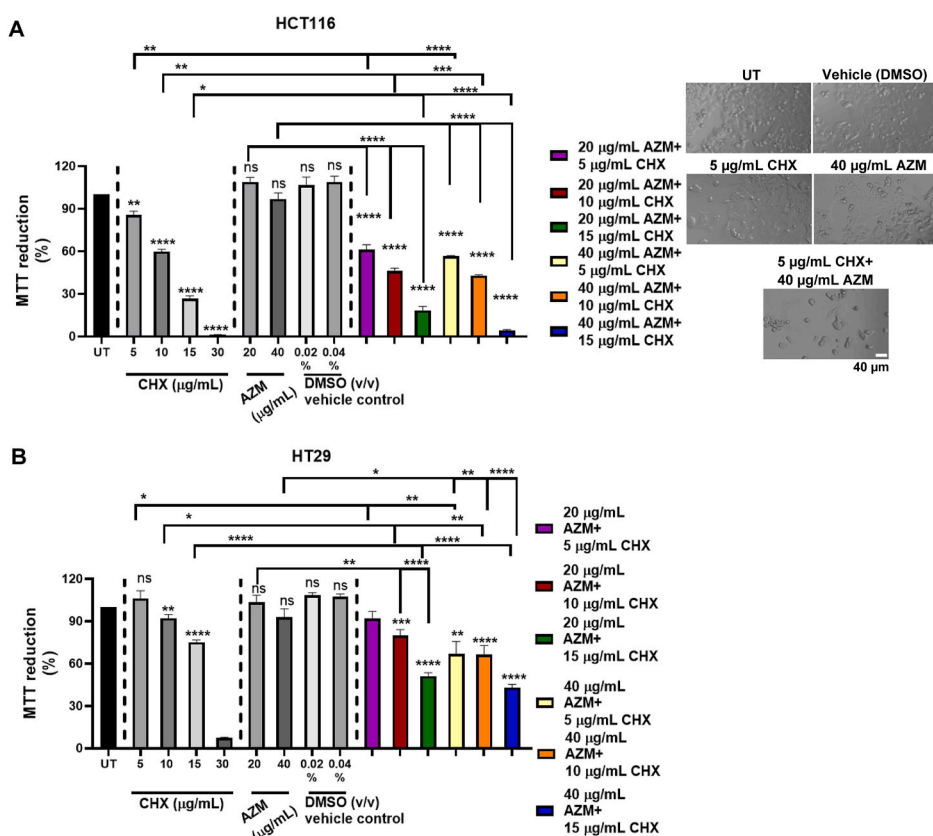 A
HCT116
** ****
** ***
* ****
****
****
ns
ns
ns
ns
120
90
60
30
0
MTT reduction
(%)
**
****
****
****
****
****
****
****
****
****
UT
5
10
15
30
20
40
0.02
%
0.04
%
CHX (µg/mL)
AZM
(µg/mL)
DMSO (v/v)
vehicle control
20 µg/mL AZM+
5 µg/mL CHX
20 µg/mL AZM+
10 µg/mL CHX
20 µg/mL AZM+
15 µg/mL CHX
40 µg/mL AZM+
5 µg/mL CHX
40 µg/mL AZM+
10 µg/mL CHX
40 µg/mL AZM+
15 µg/mL CHX
UT
Vehicle (DMSO)
5 µg/mL CHX
40 µg/mL AZM
5 µg/mL CHX+
40 µg/mL AZM
40 µm
B
HT29
* ** ****
* **
* **
**** ****
** ****
120
90
60
30
0
MTT reduction
(%)
ns
**
****
ns
ns
ns
ns
***
****
**
****
****
UT
5
10
15
30
20
40
0.02
%
0.04
%
CHX (µg/mL)
AZM
(µg/mL)
DMSO (v/v)
vehicle control
20 µg/mL
AZM+
5 µg/mL CHX
20 µg/mL
AZM+
10 µg/mL CHX
20 µg/mL
AZM+
15 µg/mL CHX
40 µg/mL
AZM+
5 µg/mL CHX
40 µg/mL
AZM+
10 µg/mL CHX
40 µg/mL
AZM+
15 µg/mL CHX